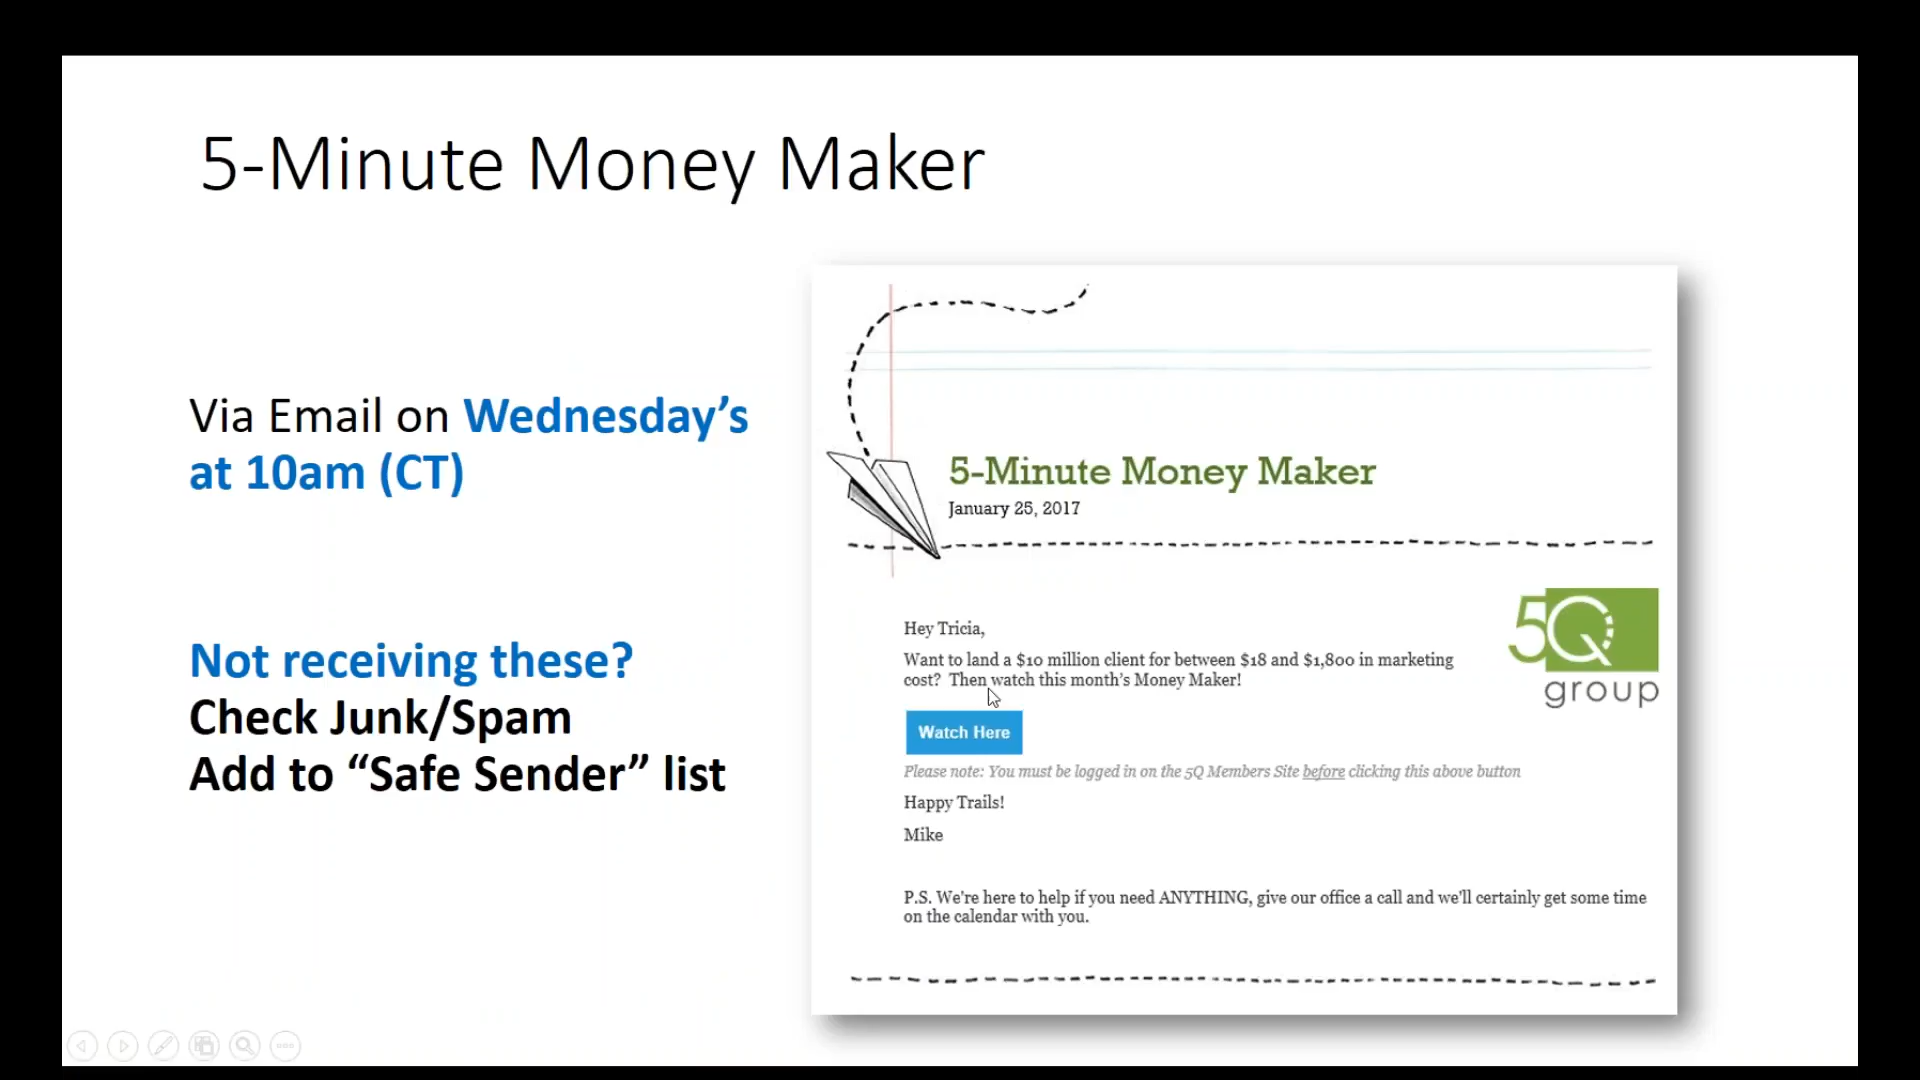 5-Minute Money Maker
Via Email on Wednesday’s
at 10am (CT)
Not receiving these?
Check Junk/Spam
Add to “Safe Sender” list
5-Minute Money Maker
January 25, 2017
5Q
group
Hey Tricia,
Want to land a $10 million client for between $18 and $1,800 in marketing
cost?  Then watch this month's Money Maker!
Watch Here
Please note: You must be logged in on the 5Q Members Site before clicking this above button
Happy Trails!
Mike
P.S. We're here to help if you need ANYTHING, give our office a call and we'll certainly get some time
on the calendar with you.